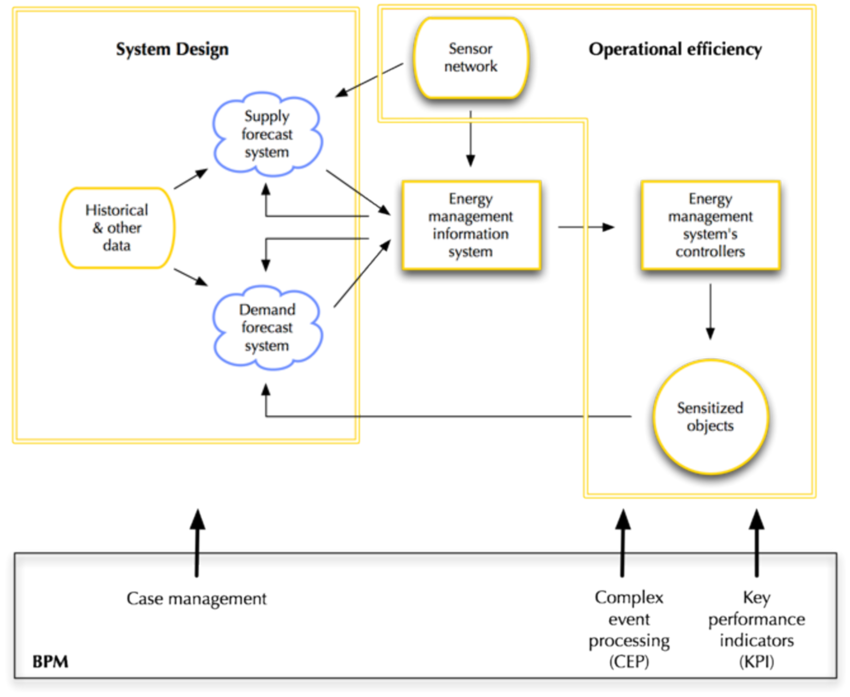 System Design
Operational efficiency
Sensor
network
Supply
forecast
system
Historical
& other
data
Energy
management
information
system
Energy
management
system's
controllers
Demand
forecast
system
Sensitized
objects
Case management
Complex
event
processing
(CEP)
Key
performance
indicators
(KPI)
BPM